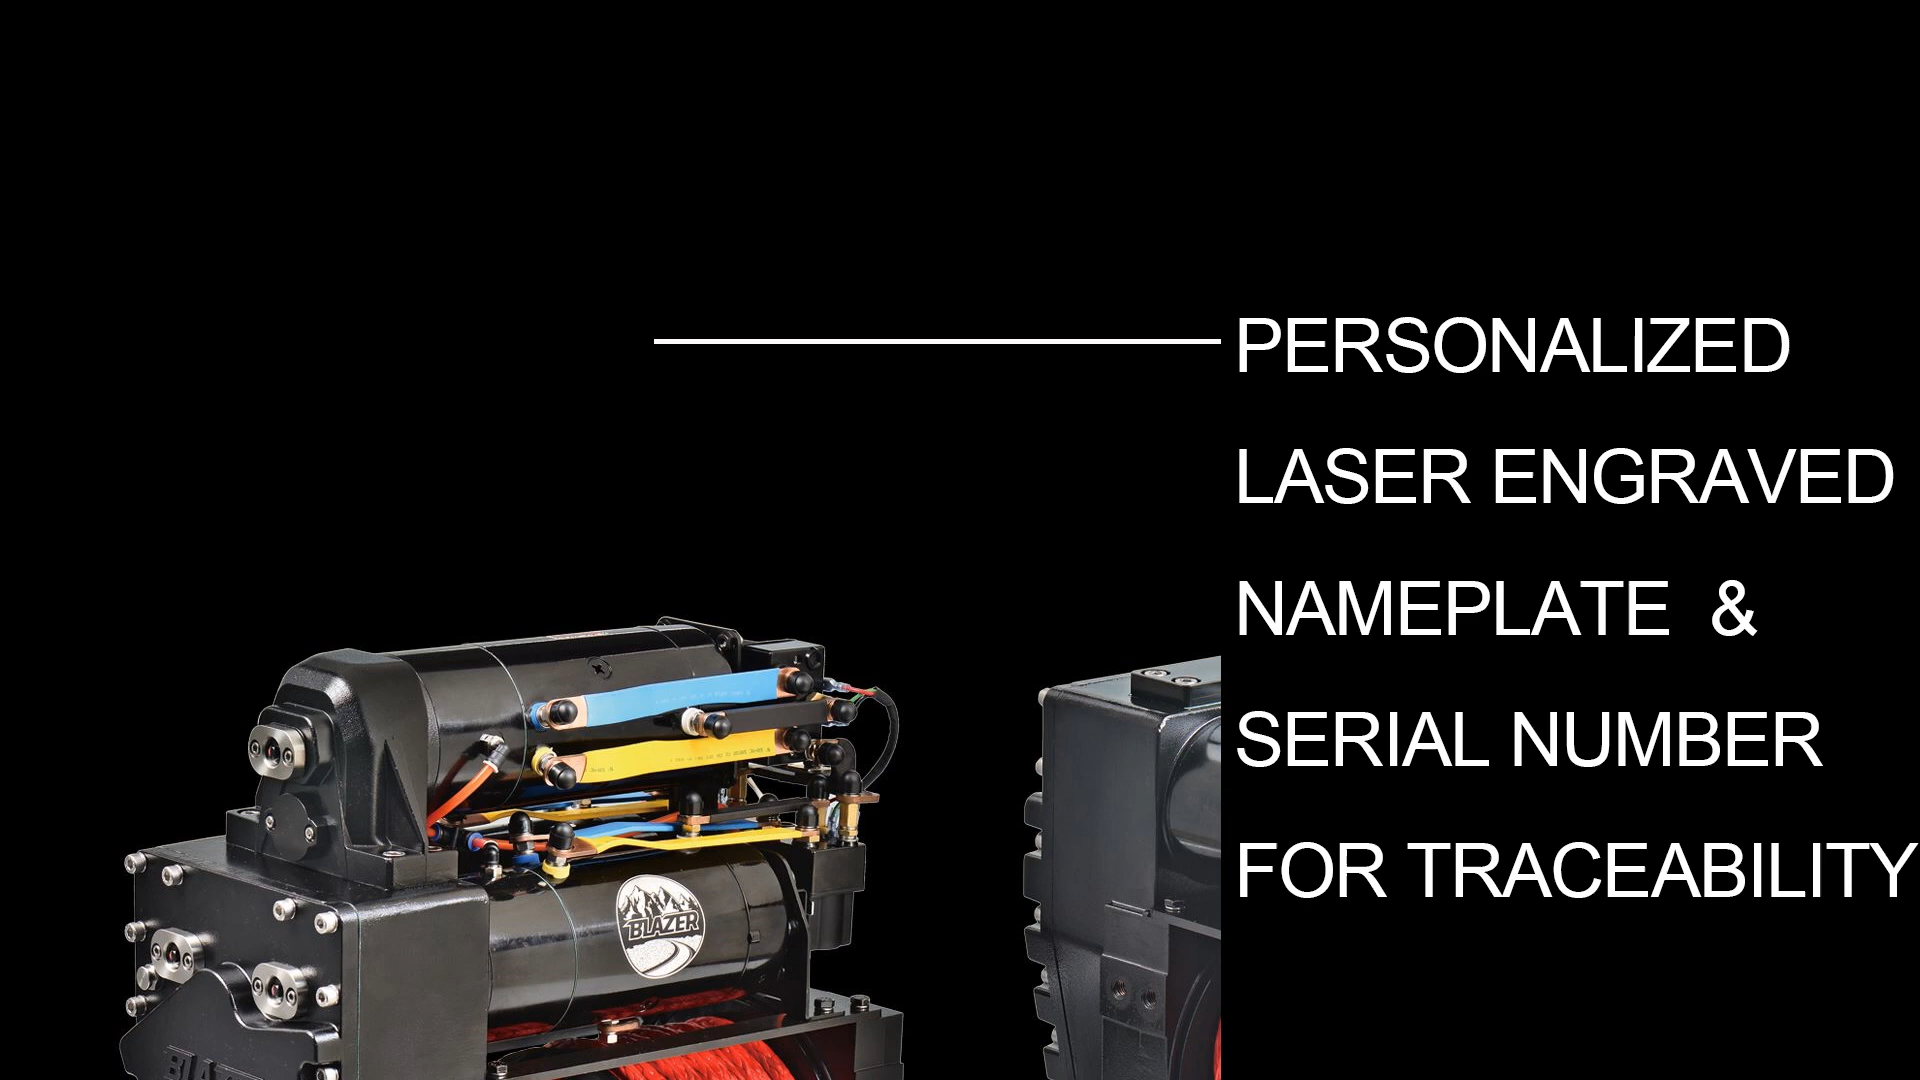 PERSONALIZED
LASER ENGRAVED
NAMEPLATE &
SERIAL NUMBER
FOR TRACEABILITY
BLAZER